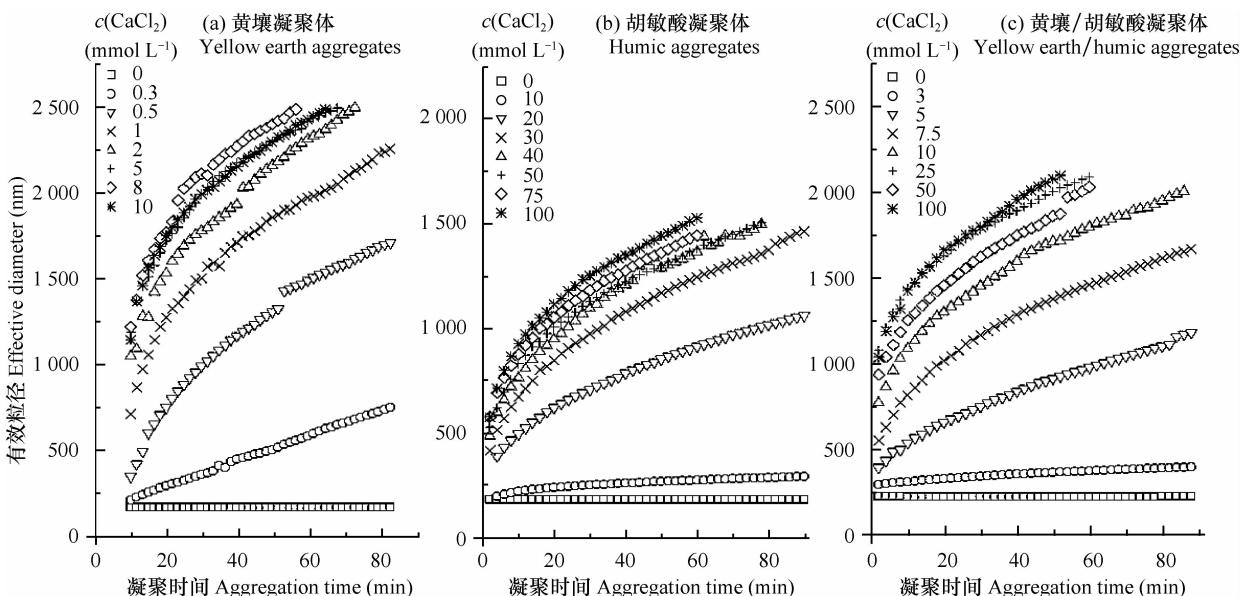 c(CaCl₂)
(mmol L⁻¹)
(a) 黄壤凝聚体
Yellow earth aggregates
0
0.3
0.5
1
2
5
8
10
2 500
2 000
1 500
1 000
500
0
有效粒径 Effective diameter (nm)
0 20 40 60 80
凝聚时间 Aggregation time (min)
c(CaCl₂)
(mmol L⁻¹)
(b) 胡敏酸凝聚体
Humic aggregates
0
10
20
30
40
50
75
100
2 000
1 500
1 000
500
0
0 20 40 60 80
凝聚时间 Aggregation time (min)
c(CaCl₂)
(mmol L⁻¹)
(c) 黄壤/胡敏酸凝聚体
Yellow earth/humic aggregates
0
3
5
7.5
10
25
50
100
2 500
2 000
1 500
1 000
500
0
0 20 40 60 80
凝聚时间 Aggregation time (min)